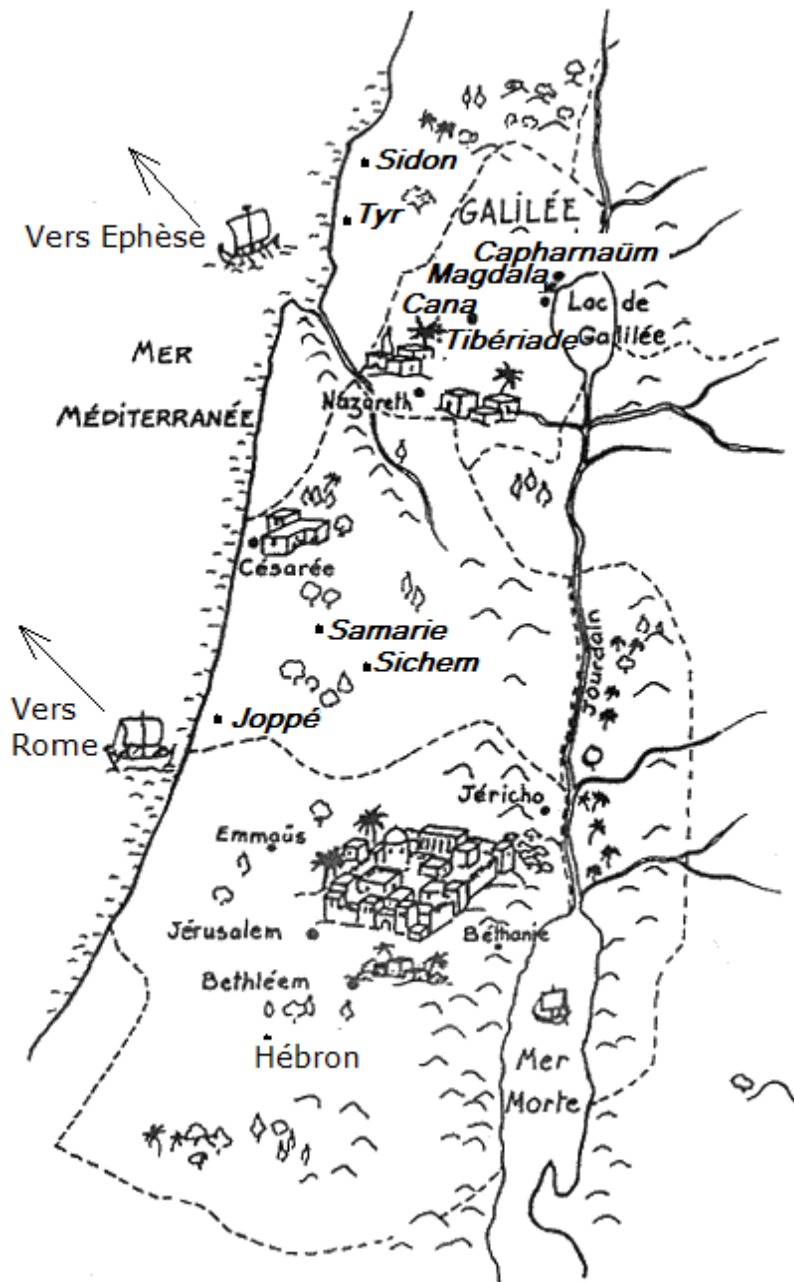 Sidon
Tyr
GALILÉE
Vers Ephèse
Capharnaüm
Magdala
Cana
Lac de
Galilée
Tibériade
MER
MÉDITERRANÉE
Nazareth
Césarée
Samarie
Sichem
Jourdain
Vers
Rome
Joppé
Jéricho
Emmaüs
Jérusalem
Béthanie
Bethléem
Hébron
Mer
Morte